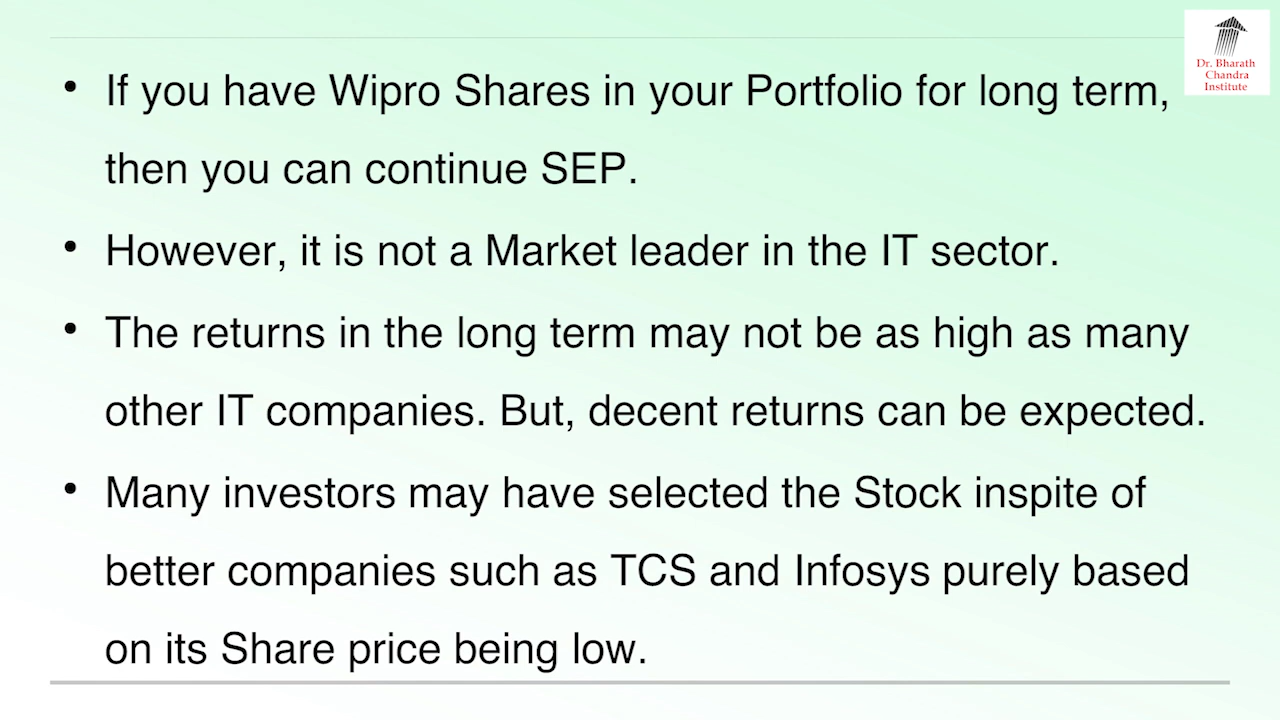 Dr. Bharath
Chandra
Institute
• If you have Wipro Shares in your Portfolio for long term,
then you can continue SEP.
• However, it is not a Market leader in the IT sector.
• The returns in the long term may not be as high as many
other IT companies. But, decent returns can be expected.
• Many investors may have selected the Stock inspite of
better companies such as TCS and Infosys purely based
on its Share price being low.